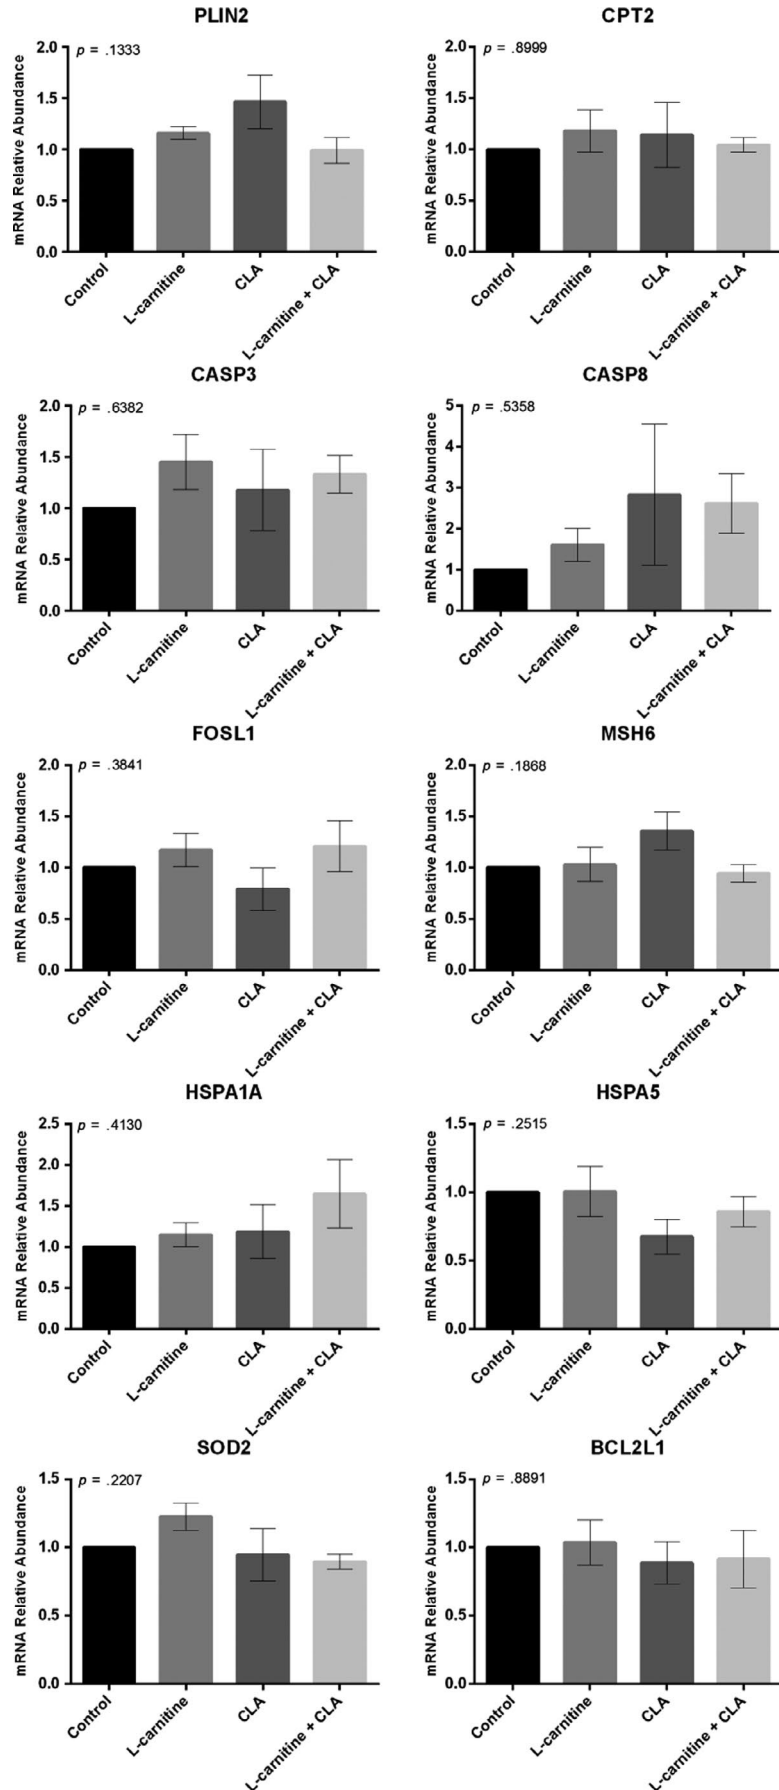 PLIN2
p = .1333
mRNA Relative Abundance
2.0
1.5
1.0
0.5
0.0
Control
L-carnitine
CLA
L-carnitine + CLA
CPT2
p = .8999
mRNA Relative Abundance
2.0
1.5
1.0
0.5
0.0
Control
L-carnitine
CLA
L-carnitine + CLA
CASP3
p = .6382
mRNA Relative Abundance
2.0
1.5
1.0
0.5
0.0
Control
L-carnitine
CLA
L-carnitine + CLA
CASP8
p = .5358
mRNA Relative Abundance
5
4
3
2
1
0
Control
L-carnitine
CLA
L-carnitine + CLA
FOSL1
p = .3841
mRNA Relative Abundance
2.0
1.5
1.0
0.5
0.0
Control
L-carnitine
CLA
L-carnitine + CLA
MSH6
p = .1868
mRNA Relative Abundance
2.0
1.5
1.0
0.5
0.0
Control
L-carnitine
CLA
L-carnitine + CLA
HSPA1A
p = .4130
mRNA Relative Abundance
2.5
2.0
1.5
1.0
0.5
0.0
Control
L-carnitine
CLA
L-carnitine + CLA
HSPA5
p = .2515
mRNA Relative Abundance
1.5
1.0
0.5
0.0
Control
L-carnitine
CLA
L-carnitine + CLA
SOD2
p = .2207
mRNA Relative Abundance
1.5
1.0
0.5
0.0
Control
L-carnitine
CLA
L-carnitine + CLA
BCL2L1
p = .8891
mRNA Relative Abundance
1.5
1.0
0.5
0.0
Control
L-carnitine
CLA
L-carnitine + CLA